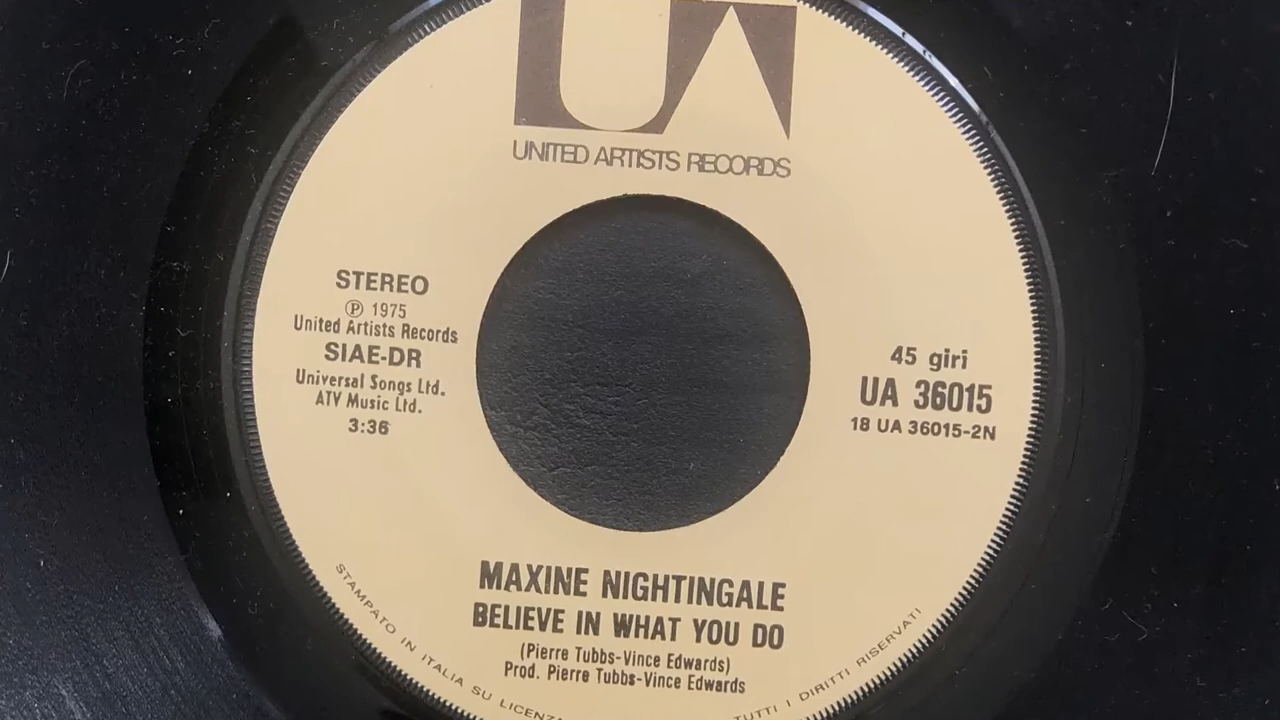 UA
UNITED ARTISTS RECORDS
STEREO
Ⓟ 1975
United Artists Records
SIAE-DR
Universal Songs Ltd.
ATV Music Ltd.
3:36
45 giri
UA 36015
18 UA 36015-2N
MAXINE NIGHTINGALE
BELIEVE IN WHAT YOU DO
(Pierre Tubbs-Vince Edwards)
Prod. Pierre Tubbs-Vince Edwards
STAMPATO IN ITALIA SU LICENZA
TUTTI I DIRITTI RISERVATI